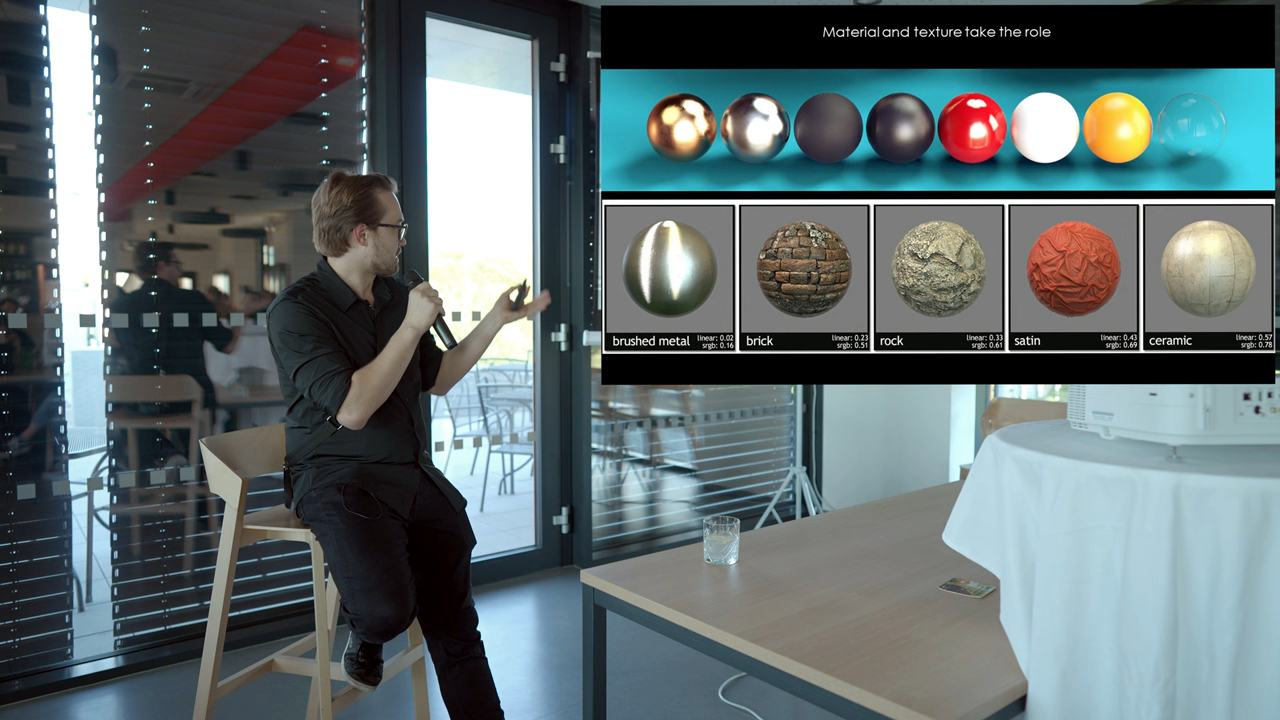 Material and texture take the role
brushed metal
linear: 0.02
srgb: 0.16
brick
linear: 0.23
srgb: 0.51
rock
linear: 0.33
srgb: 0.61
satin
linear: 0.43
srgb: 0.69
ceramic
linear: 0.57
srgb: 0.78